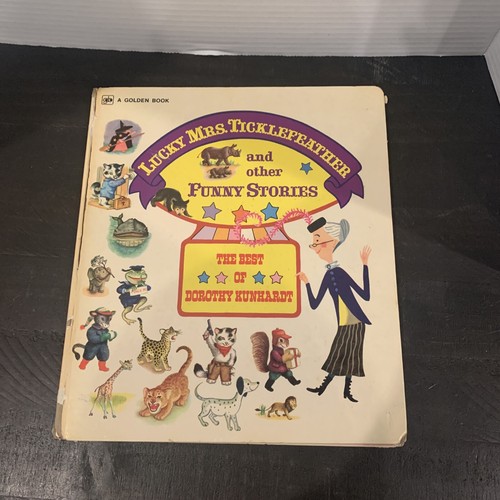 A GOLDEN BOOK
LUCKY MRS. TICKLEFEATHER
and
other
FUNNY STORIES
THE BEST
OF
DOROTHY KUNHARDT